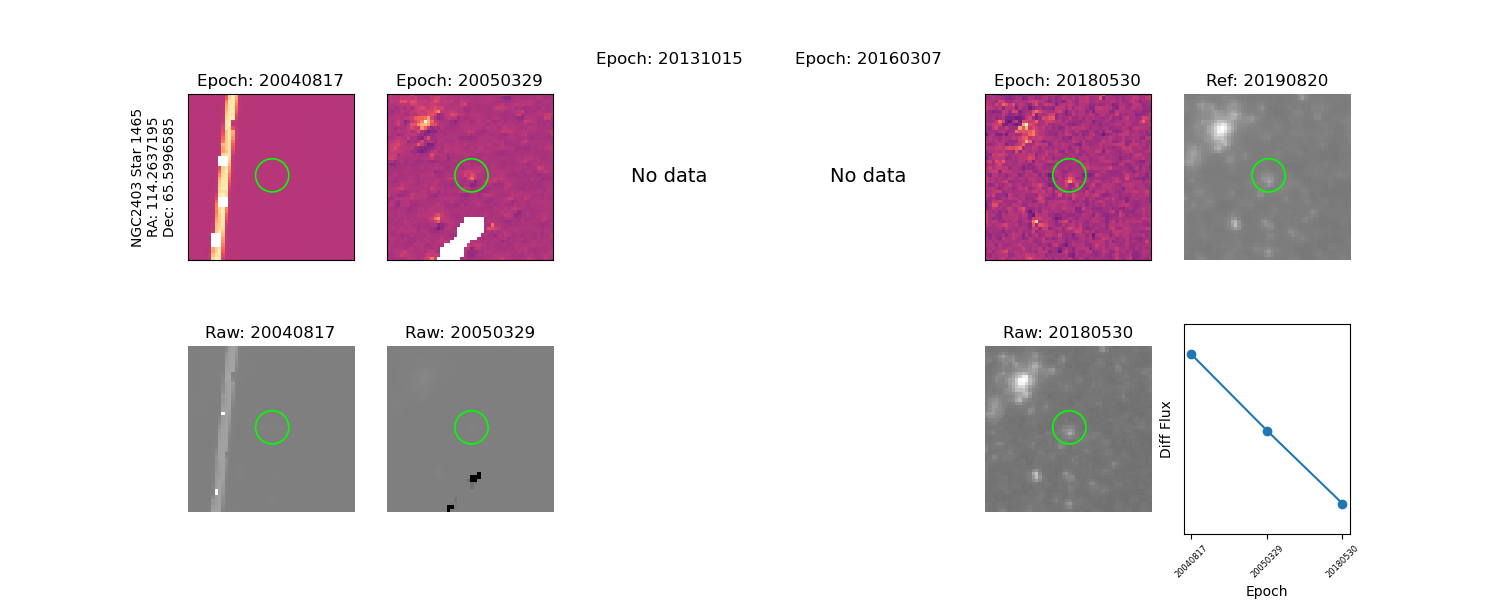 Epoch: 20040817
Epoch: 20050329
Epoch: 20131015
Epoch: 20160307
Epoch: 20180530
Ref: 20190820
NGC2403 Star 1465
RA: 114.2637195
Dec: 65.5996585
No data
No data
Raw: 20040817
Raw: 20050329
Raw: 20180530
Diff Flux
20040817
20050329
20180530
Epoch